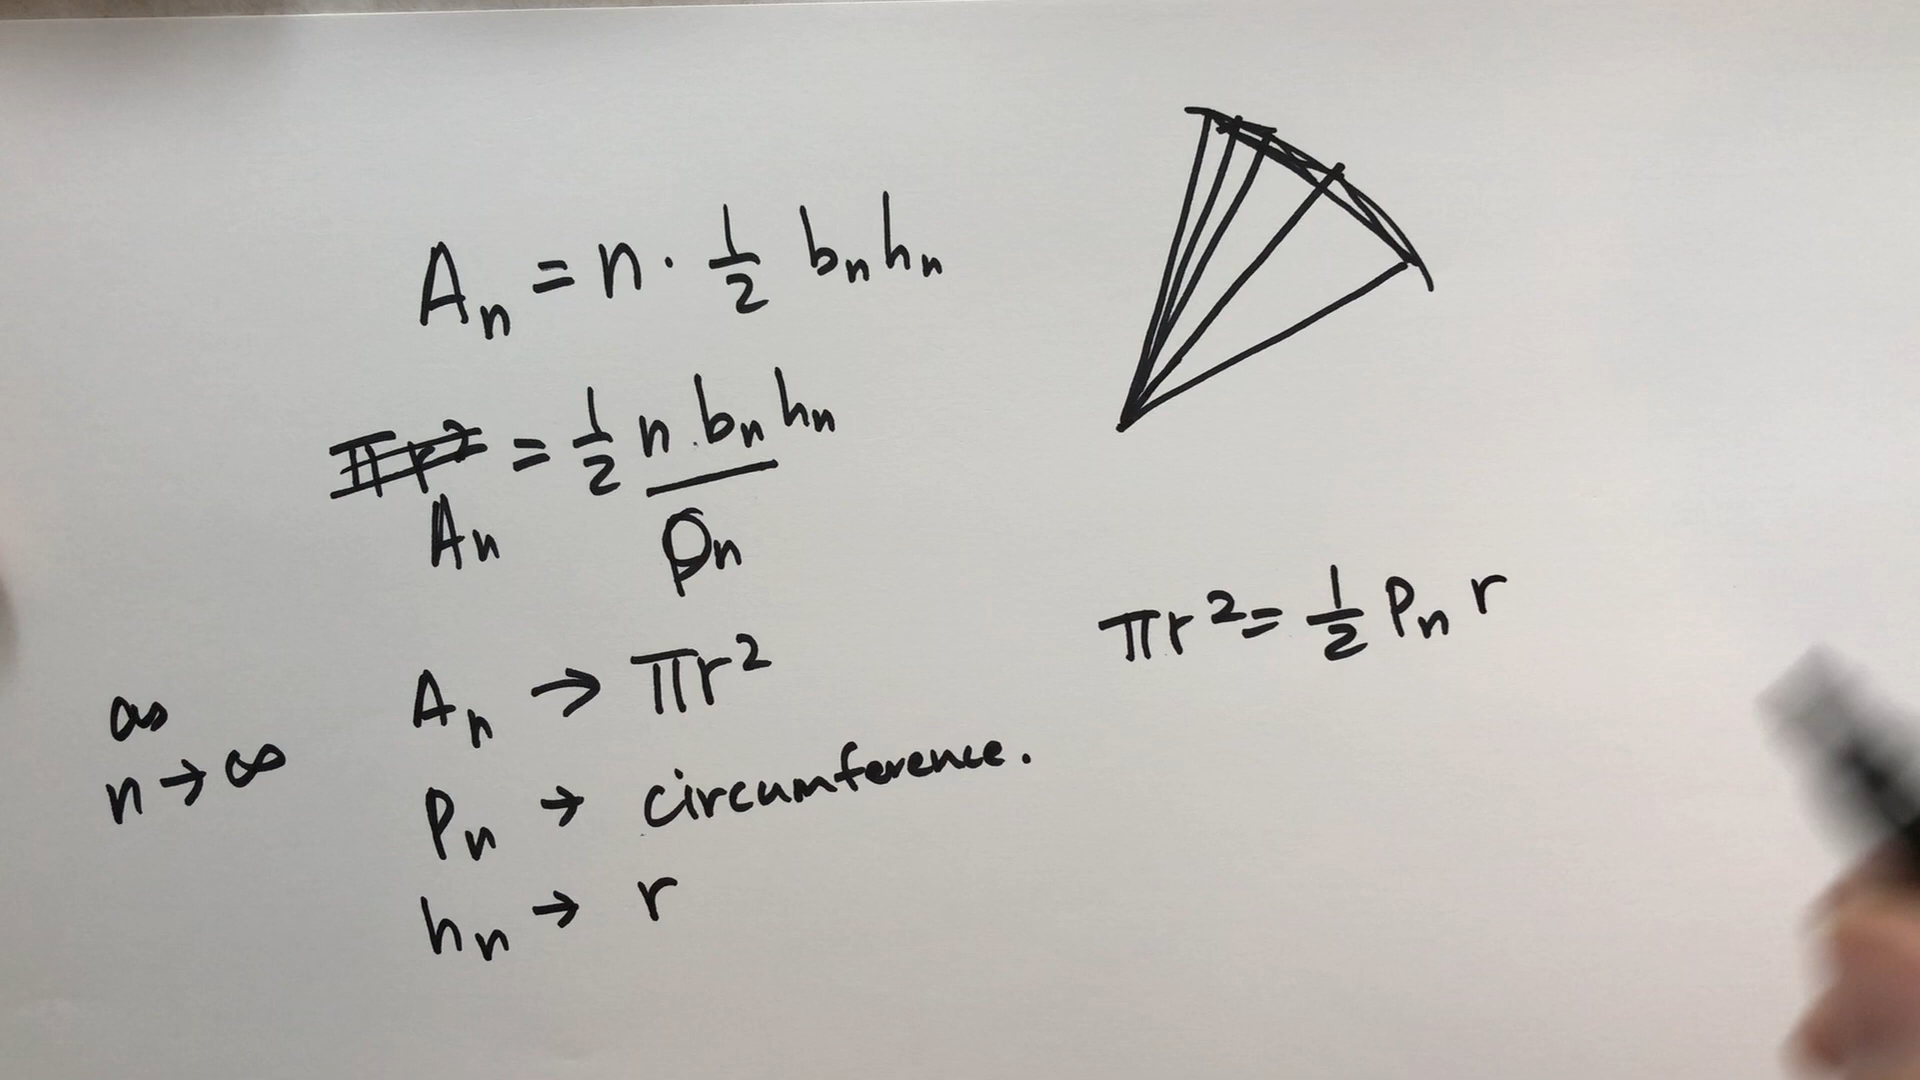 Aₙ = n · 1/2 bₙhₙ
πr² = 1/2 n · bₙ hₙ
Aₙ pₙ
πr² = 1/2 Pₙ r
as n → ∞
Aₙ → πr²
Pₙ → circumference.
hₙ → r